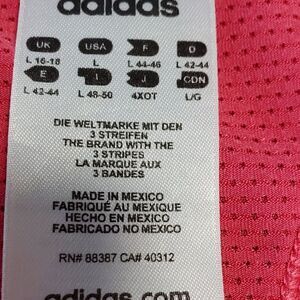 adidas
UK USA F D
L 16-18 L L 44-46 L 42-44
E I J CDN
L 42-44 L 48-50 4XOT L/G
DIE WELTMARKE MIT DEN
3 STREIFEN
THE BRAND WITH THE
3 STRIPES
LA MARQUE AUX
3 BANDES
MADE IN MEXICO
FABRIQUÉ AU MEXIQUE
HECHO EN MEXICO
FABRICADO NO MEXICO
RN# 88387 CA# 40312
adidas.com